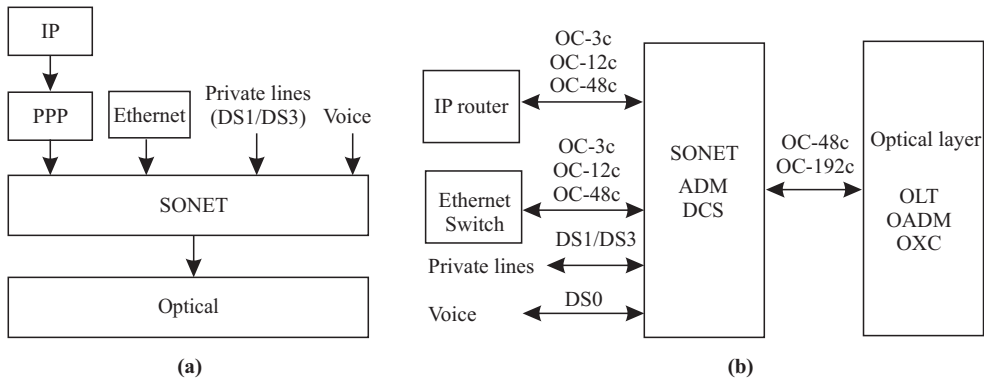 IP
PPP
Ethernet
Private lines
(DS1/DS3)
Voice
SONET
Optical
(a)
OC-3c
OC-12c
OC-48c
IP router
OC-3c
OC-12c
OC-48c
Ethernet
Switch
DS1/DS3
Private lines
DS0
Voice
SONET
ADM
DCS
OC-48c
OC-192c
Optical layer
OLT
OADM
OXC
(b)